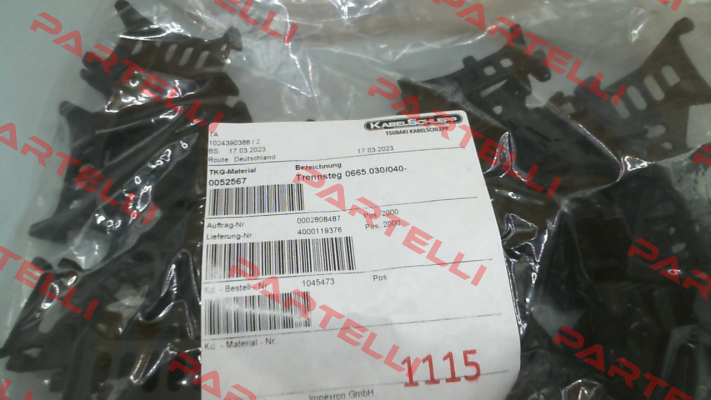 TA
1024390388 / 2
BS. 17.03.2023 17.03.2023
Route. Deutschland
KABELSCHLEPP
TSUBAKI KABELSCHLEPP
TKG-Material Bezeichnung
0052567 Trennsteg 0665.030/040-
Auftrag-Nr. 0002808487 Pos. 2000
Lieferung-Nr. 4000119376 Pos. 2000
Kd. - Bestell - Nr. 1045473 Pos
Kd. - Material - Nr.
1115
Impexron GmbH
PARTELLI
PARTELLI
PARTELLI
PARTELLI
PARTELLI
PARTELLI